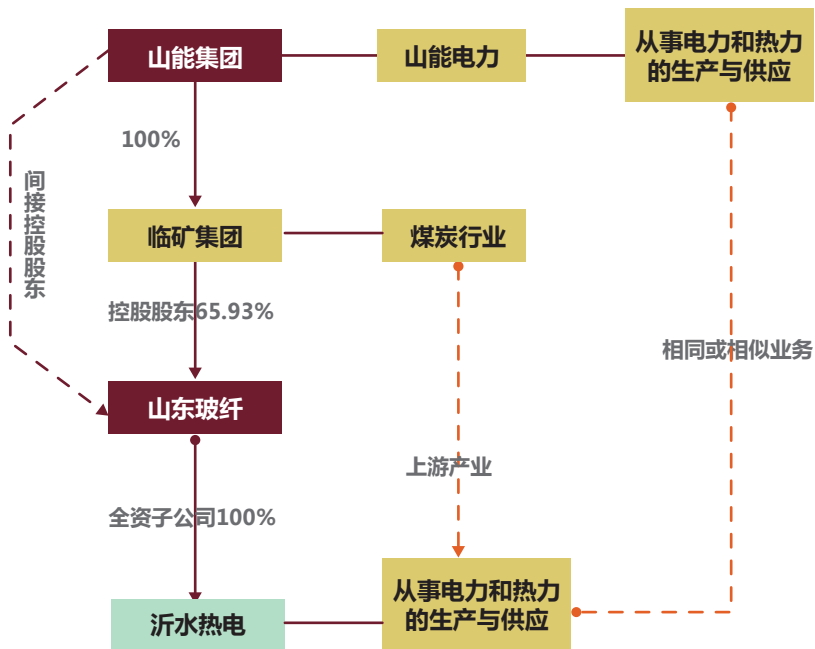 山能集团
山能电力
从事电力和热力
的生产与供应
100%
间接控股股东
临矿集团
煤炭行业
控股股东65.93%
相同或相似业务
山东玻纤
上游产业
全资子公司100%
从事电力和热力
的生产与供应
沂水热电